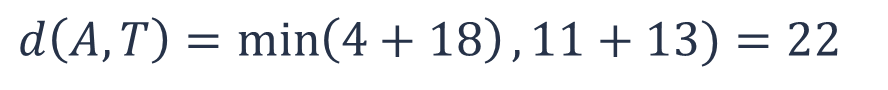 d(A, T) = min(4 + 18), 11 + 13) = 22